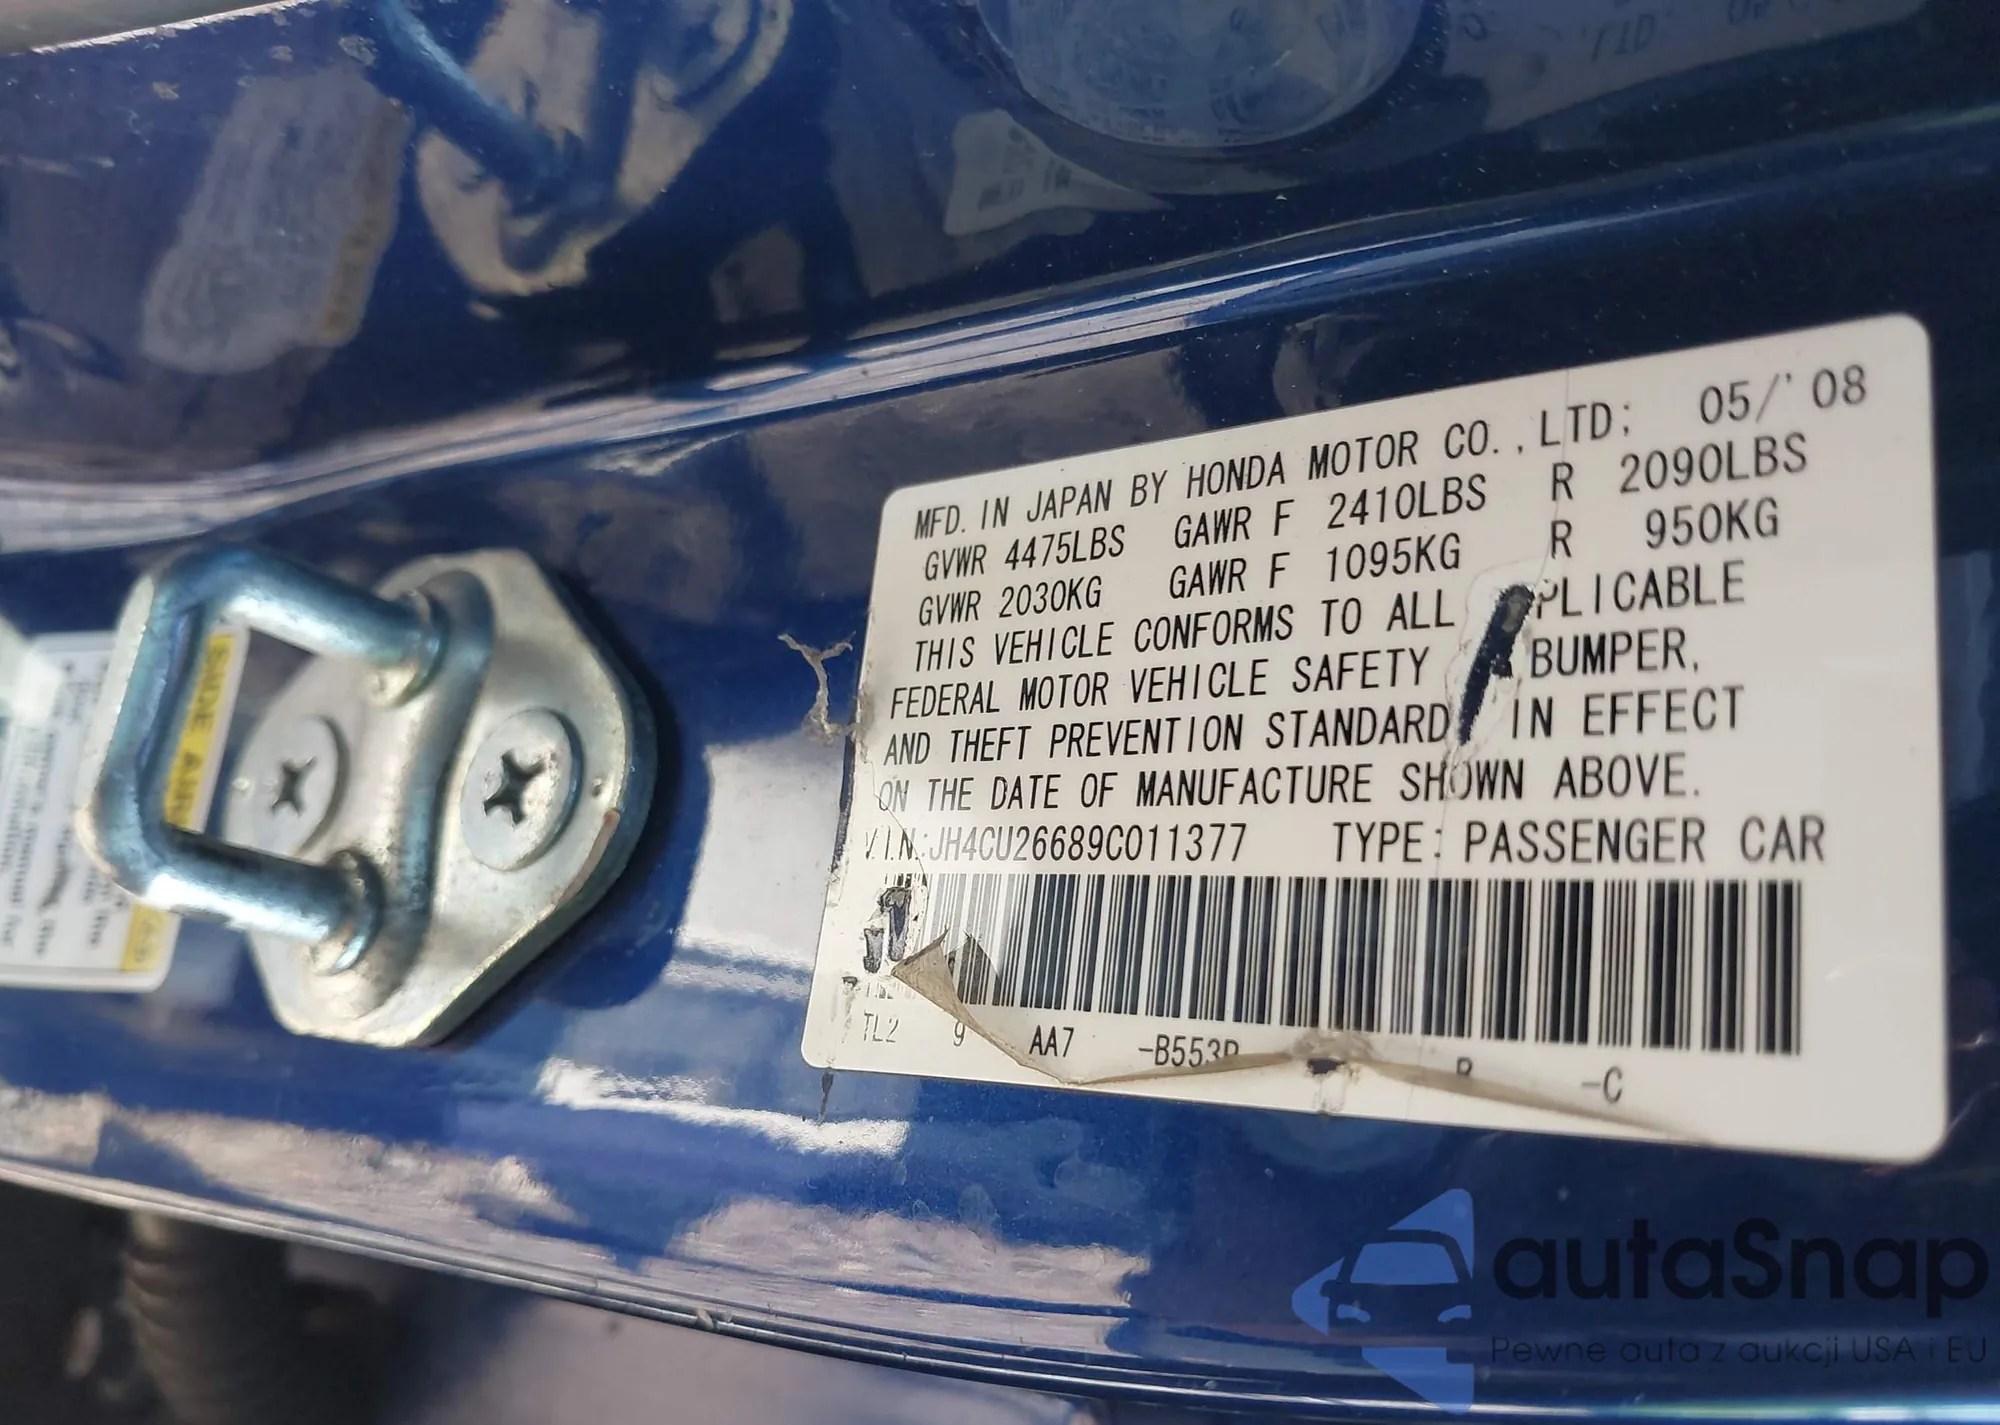 MFD. IN JAPAN BY HONDA MOTOR CO.,LTD; 05/'08
GVWR 4475LBS GAWR F 2410LBS R 2090LBS
GVWR 2030KG GAWR F 1095KG R 950KG
THIS VEHICLE CONFORMS TO ALL PLICABLE
FEDERAL MOTOR VEHICLE SAFETY BUMPER,
AND THEFT PREVENTION STANDARD IN EFFECT
ON THE DATE OF MANUFACTURE SHOWN ABOVE.
V.I.N.:JH4CU26689C011377 TYPE: PASSENGER CAR
TL2 9 AA7 -B553P -C
SIDE AIR
autaSnap
Pewne auta z aukcji USA i EU